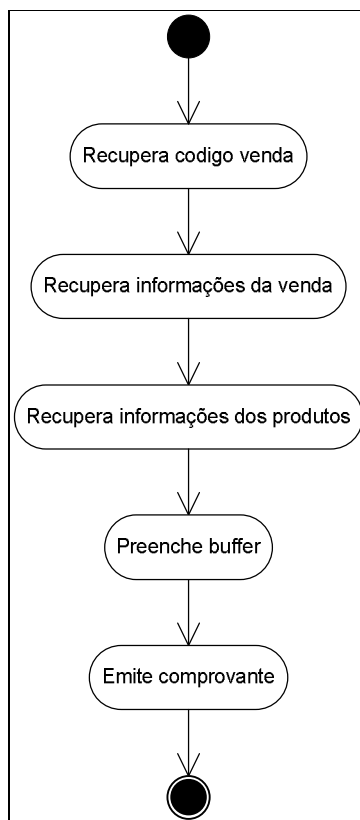 Recupera codigo venda
Recupera informações da venda
Recupera informações dos produtos
Preenche buffer
Emite comprovante